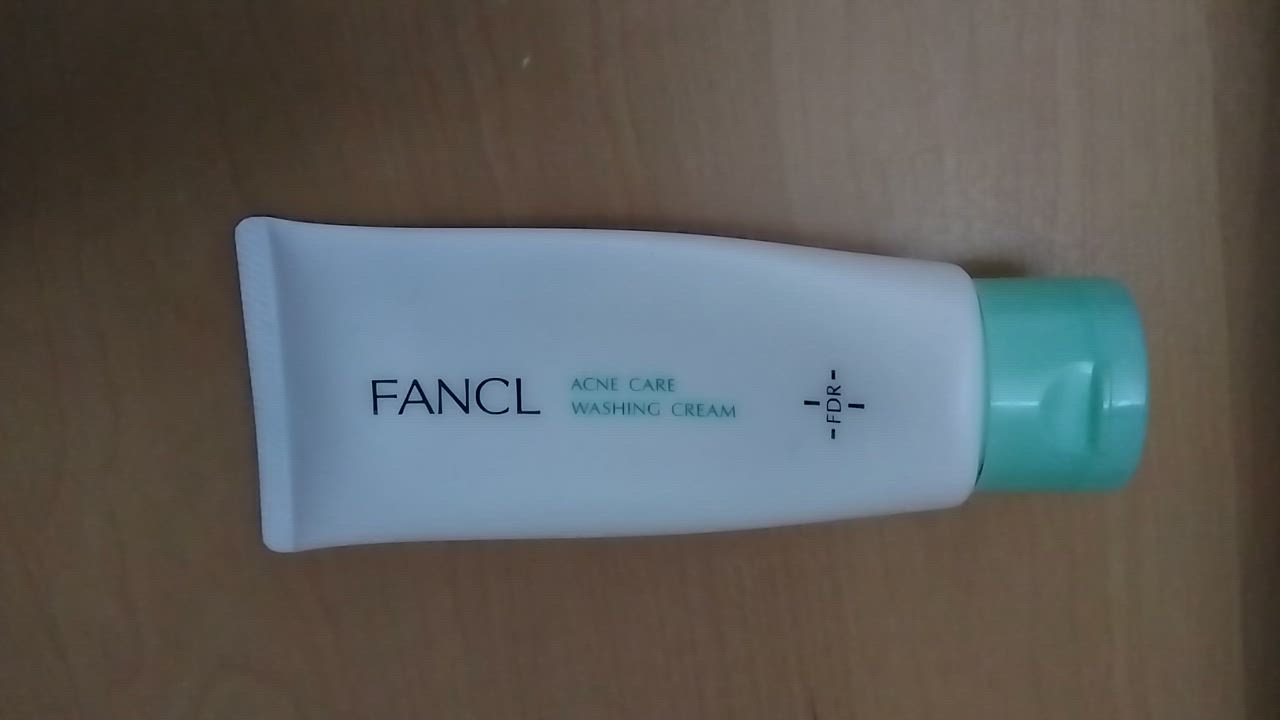 FANCL
ACNE CARE
WASHING CREAM
FDR